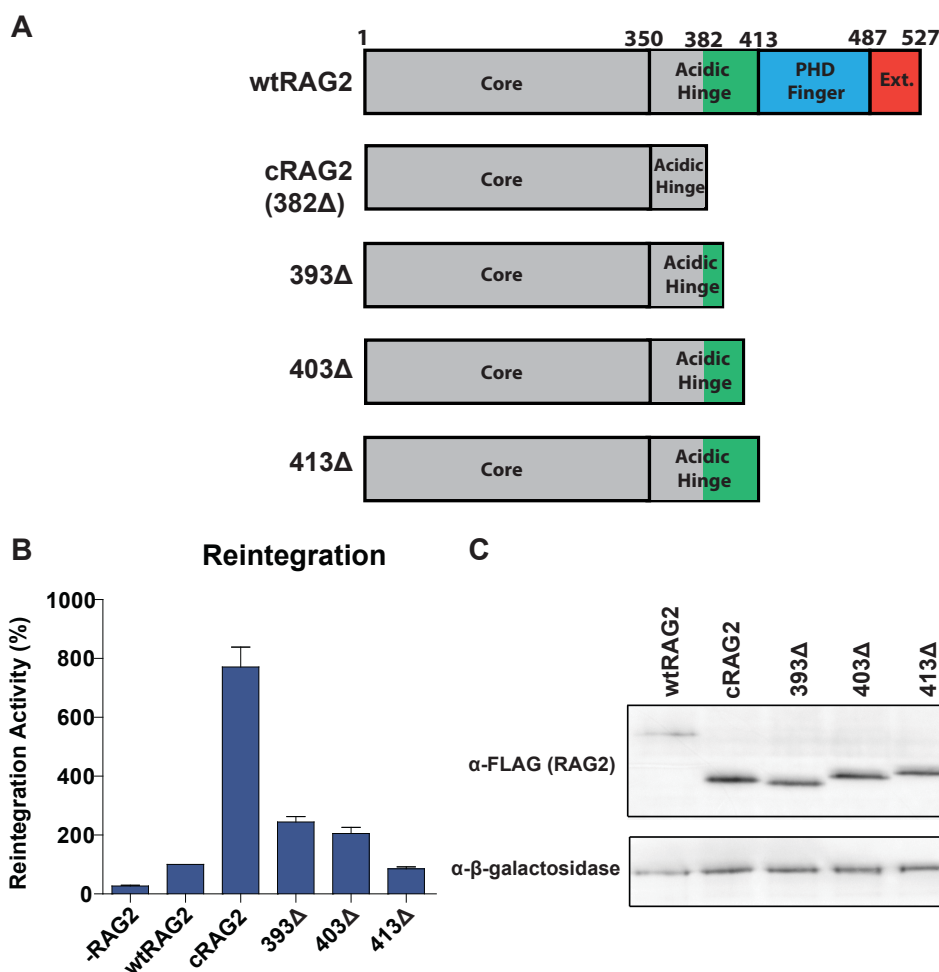 A
1 350 382 413 487 527
wtRAG2
Core
Acidic
Hinge
PHD
Finger
Ext.
cRAG2
(382Δ)
Core
Acidic
Hinge
393Δ
Core
Acidic
Hinge
403Δ
Core
Acidic
Hinge
413Δ
Core
Acidic
Hinge
B
Reintegration
Reintegration Activity (%)
1000
800
600
400
200
0
-RAG2
wtRAG2
cRAG2
393Δ
403Δ
413Δ
C
wtRAG2
cRAG2
393Δ
403Δ
413Δ
α-FLAG (RAG2)
α-β-galactosidase